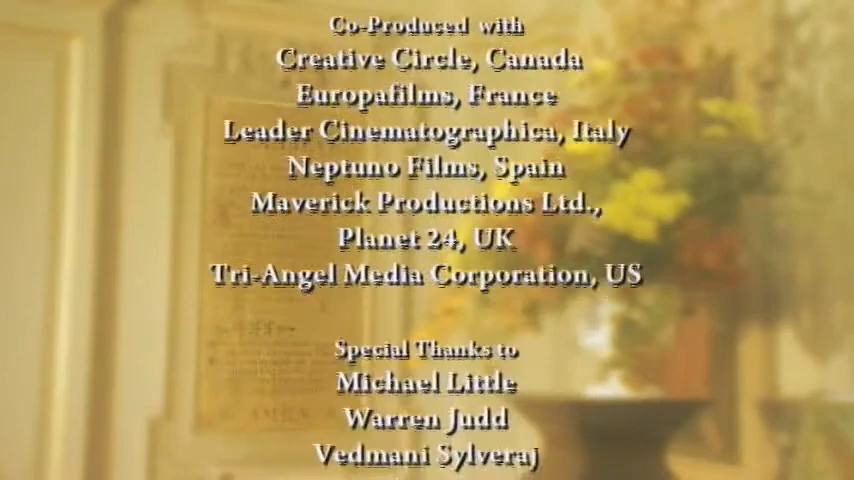 Co-Produced with
Creative Circle, Canada
Europafilms, France
Leader Cinematographica, Italy
Neptuno Films, Spain
Maverick Productions Ltd.,
Planet 24, UK
Tri-Angel Media Corporation, US
Special Thanks to
Michael Little
Warren Judd
Vedmani Sylveraj